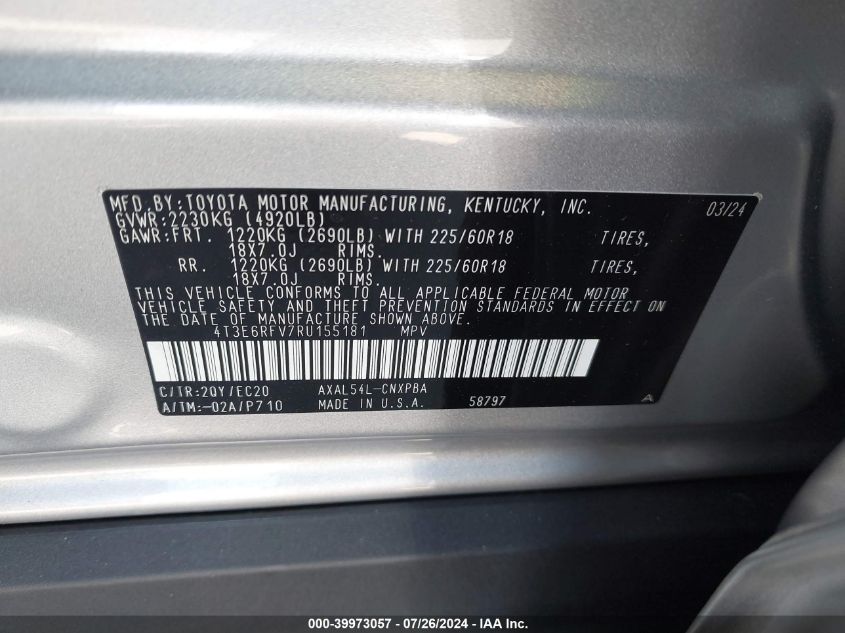 MFD BY:TOYOTA MOTOR MANUFACTURING, KENTUCKY, INC. 03/24
GVWR:2230KG (4920LB)
GAWR:FRT. 1220KG (2690LB) WITH 225/60R18 TIRES,
18X7.0J RIMS.
RR. 1220KG (2690LB) WITH 225/60R18 TIRES,
18X7.0J RIMS.
THIS VEHICLE CONFORMS TO ALL APPLICABLE FEDERAL MOTOR
VEHICLE SAFETY AND THEFT PREVENTION STANDARDS IN EFFECT ON
THE DATE OF MANUFACTURE SHOWN ABOVE.
4T3E6RFV7RU155181 MPV
C/TR:2QY/EC20 AXAL54L-CNXPBA
A/TM:-02A/P710 MADE IN U.S.A. 58797 A
000-39973057 / 07/26/2024 - IAA Inc.